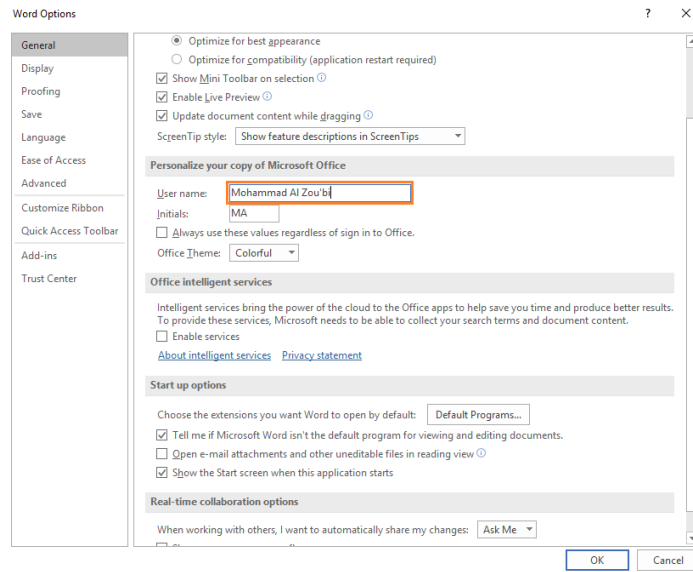 Word Options
?
General
Display
Proofing
Save
Language
Ease of Access
Advanced
Customize Ribbon
Quick Access Toolbar
Add-ins
Trust Center
Optimize for best appearance
Optimize for compatibility (application restart required)
Show Mini Toolbar on selection
Enable Live Preview
Update document content while dragging
ScreenTip style: Show feature descriptions in ScreenTips
Personalize your copy of Microsoft Office
User name: Mohammad Al Zou'bi
Initials: MA
Always use these values regardless of sign in to Office.
Office Theme: Colorful
Office intelligent services
Intelligent services bring the power of the cloud to the Office apps to help save you time and produce better results.
To provide these services, Microsoft needs to be able to collect your search terms and document content.
Enable services
About intelligent services Privacy statement
Start up options
Choose the extensions you want Word to open by default: Default Programs...
Tell me if Microsoft Word isn't the default program for viewing and editing documents.
Open e-mail attachments and other uneditable files in reading view
Show the Start screen when this application starts
Real-time collaboration options
When working with others, I want to automatically share my changes: Ask Me
OK Cancel